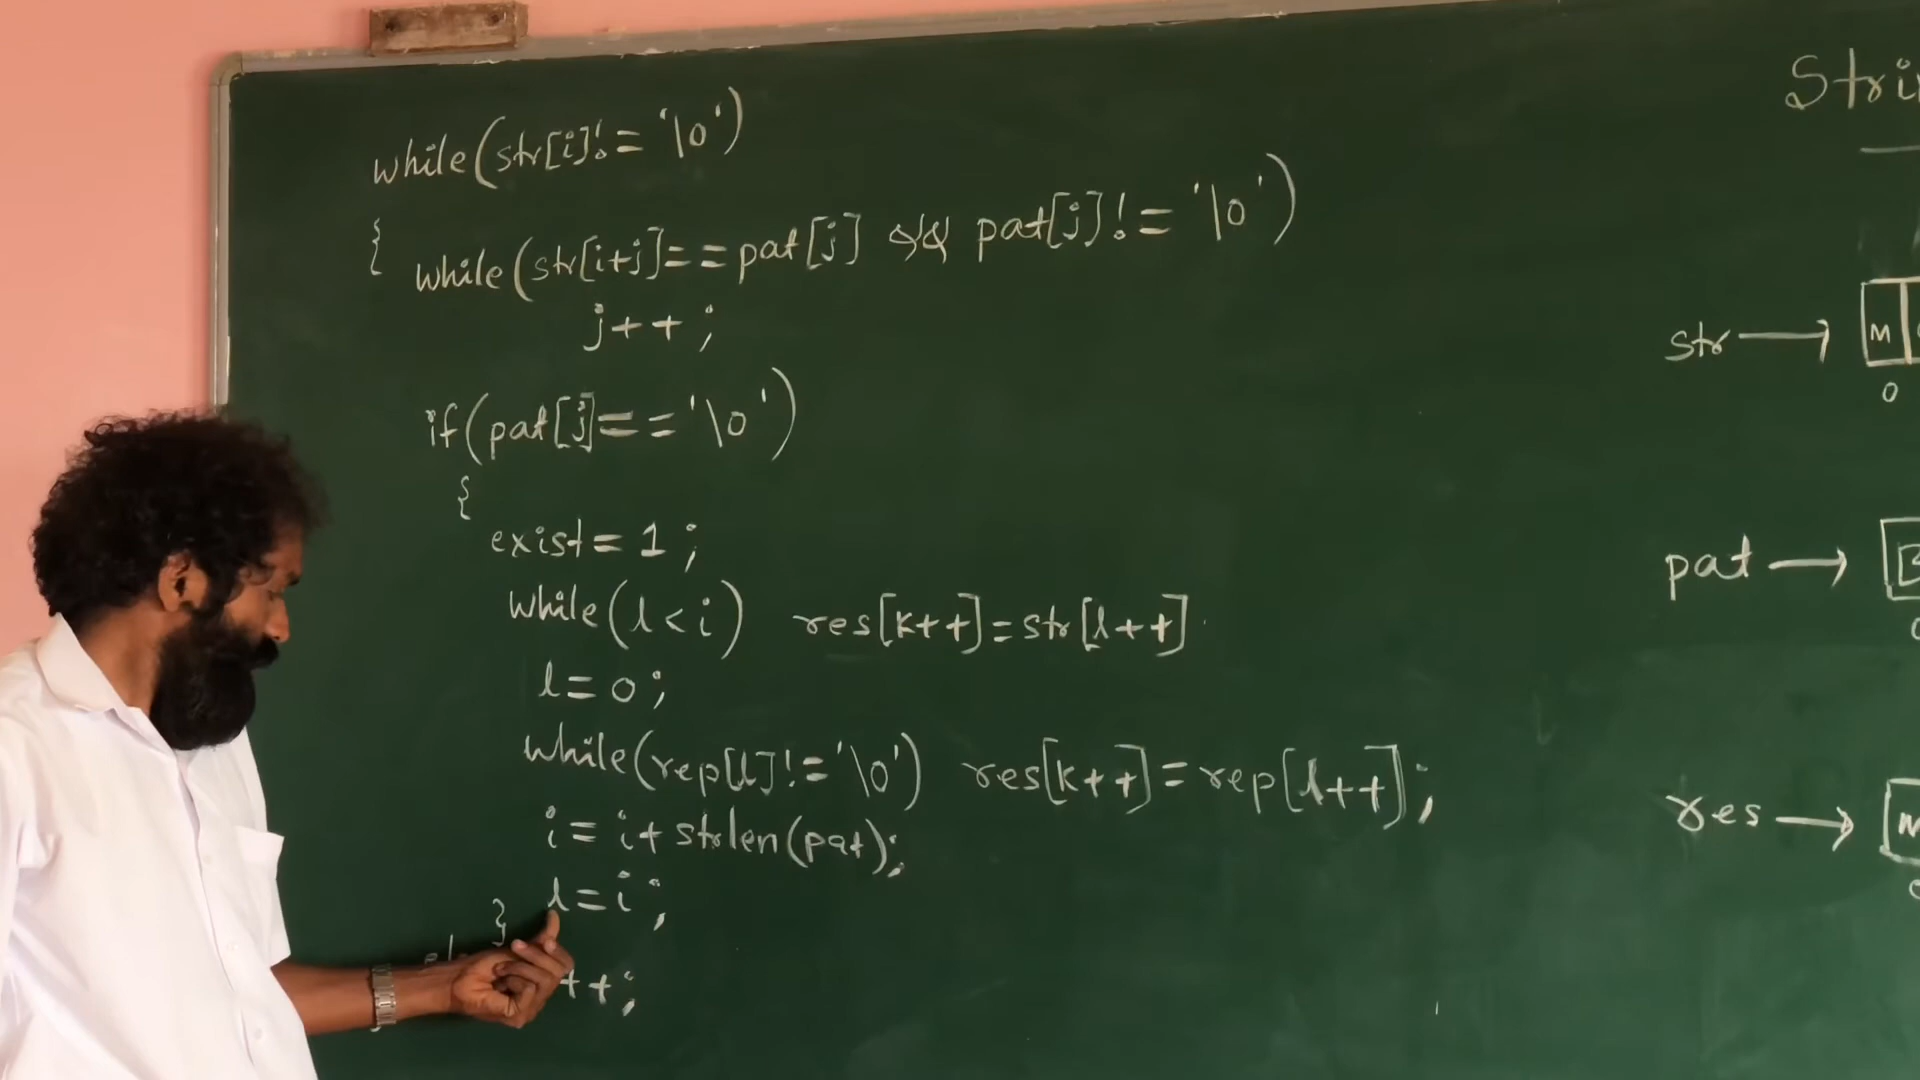 while(str[i]!='\0')
{
while(str[i+j]==pat[j] && pat[j]!='\0')
j++;
if(pat[j]=='\0')
{
exist=1;
while(l<i) res[k++]=str[l++]
l=0;
while(rep[l]!='\0') res[k++]=rep[l++];
i=i+strlen(pat);
l=i;
}
++;
Stri
str → M
0
pat → B
res → M